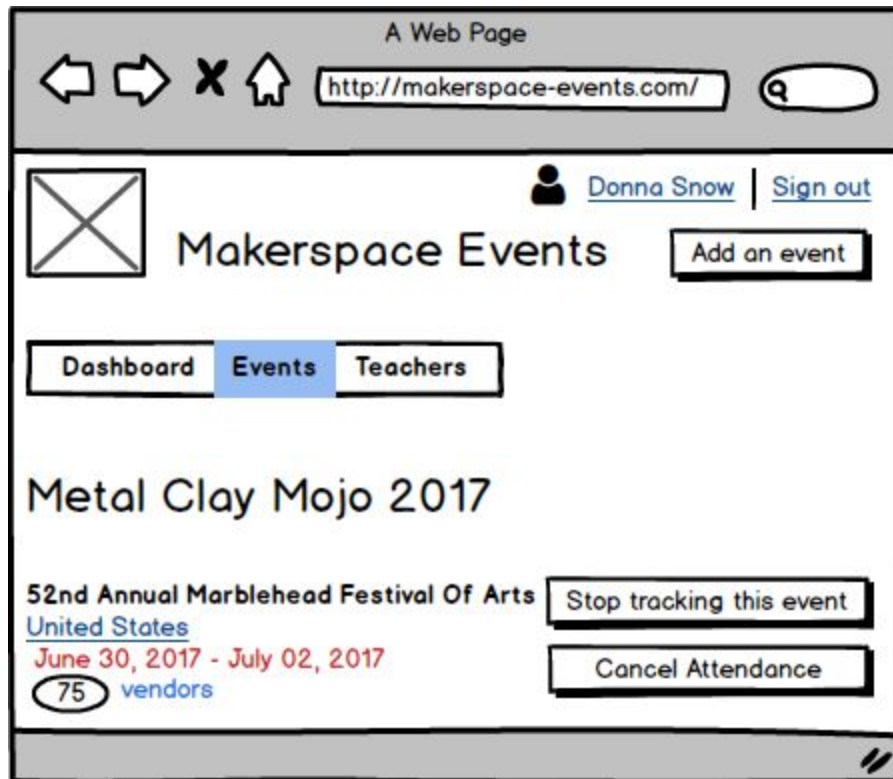 A Web Page
http://makerspace-events.com/
Donna Snow | Sign out
Makerspace Events
Add an event
Dashboard Events Teachers
Metal Clay Mojo 2017
52nd Annual Marblehead Festival Of Arts
Stop tracking this event
United States
June 30, 2017 - July 02, 2017
Cancel Attendance
75 vendors